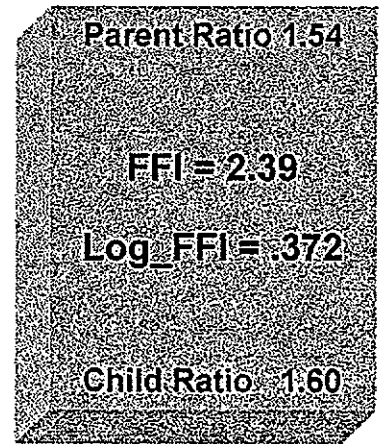 Parent Ratio 1.54
FFI = 2.39
Log_FFI = .372
Child Ratio 1.60